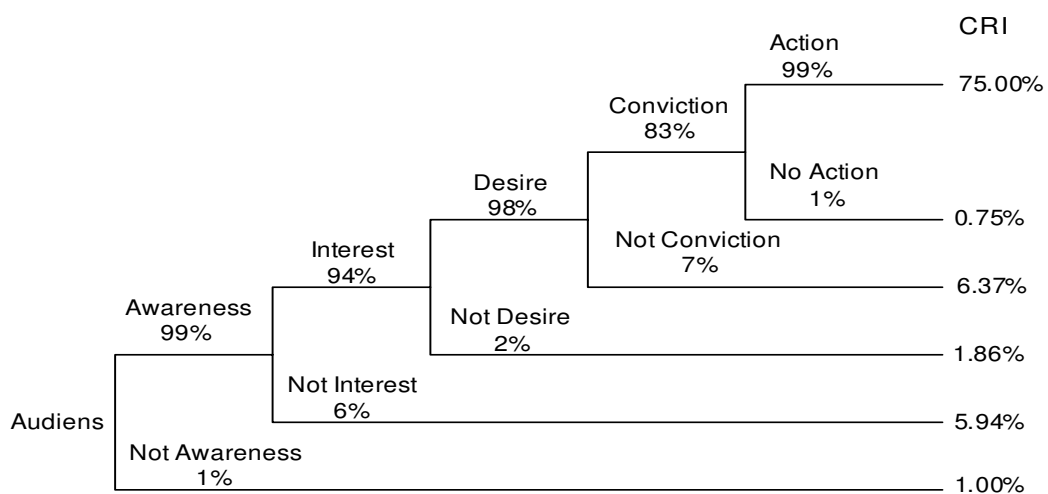 CRI
Action
99%
75.00%
Conviction
83%
No Action
1%
0.75%
Desire
98%
Not Conviction
7%
6.37%
Interest
94%
Not Desire
2%
1.86%
Awareness
99%
Not Interest
6%
5.94%
Audiens
Not Awareness
1%
1.00%